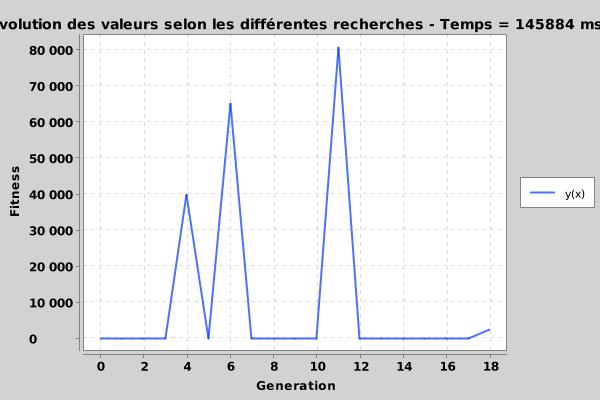 volution des valeurs selon les différentes recherches - Temps = 145884 ms
80 000
70 000
60 000
50 000
40 000
30 000
20 000
10 000
0
Fitness
0 2 4 6 8 10 12 14 16 18
Generation
y(x)